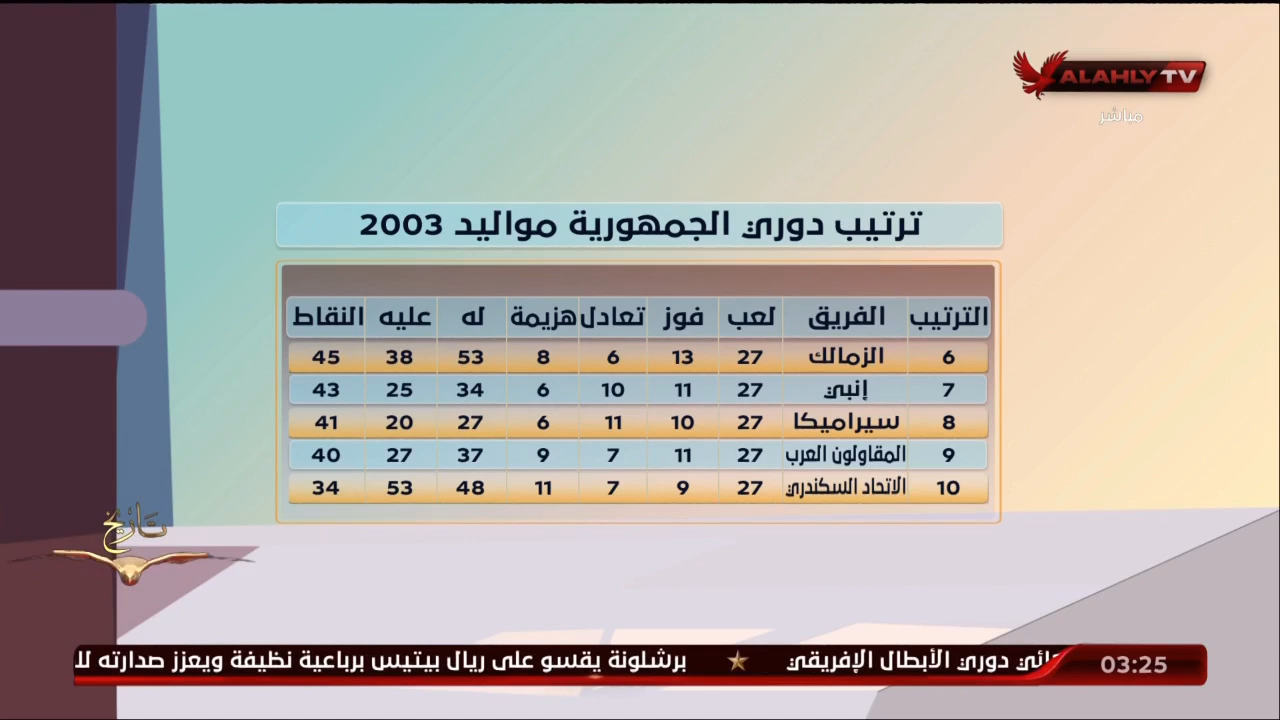 ALAHLY TV
مباشر
ترتيب دوري الجمهورية مواليد 2003
الترتيب الفريق لعب فوز تعادل هزيمة له عليه النقاط
6 الزمالك 27 13 6 8 53 38 45
7 إنبي 27 11 10 6 34 25 43
8 سيراميكا 27 10 11 6 27 20 41
9 المقاولون العرب 27 11 7 9 37 27 40
10 الاتحاد السكندري 27 9 7 11 48 53 34
تاريخ
03:25 دوري الأبطال الإفريقي برشلونة يقسو على ريال بيتيس برباعية نظيفة ويعزز صدارته